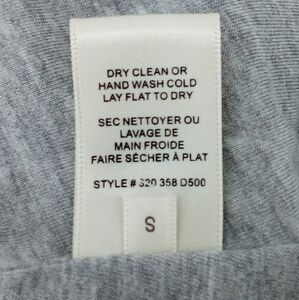 DRY CLEAN OR
HAND WASH COLD
LAY FLAT TO DRY
SEC NETTOYER OU
LAVAGE DE
MAIN FROIDE
FAIRE SÉCHER À PLAT
STYLE # S20 358 D500
S